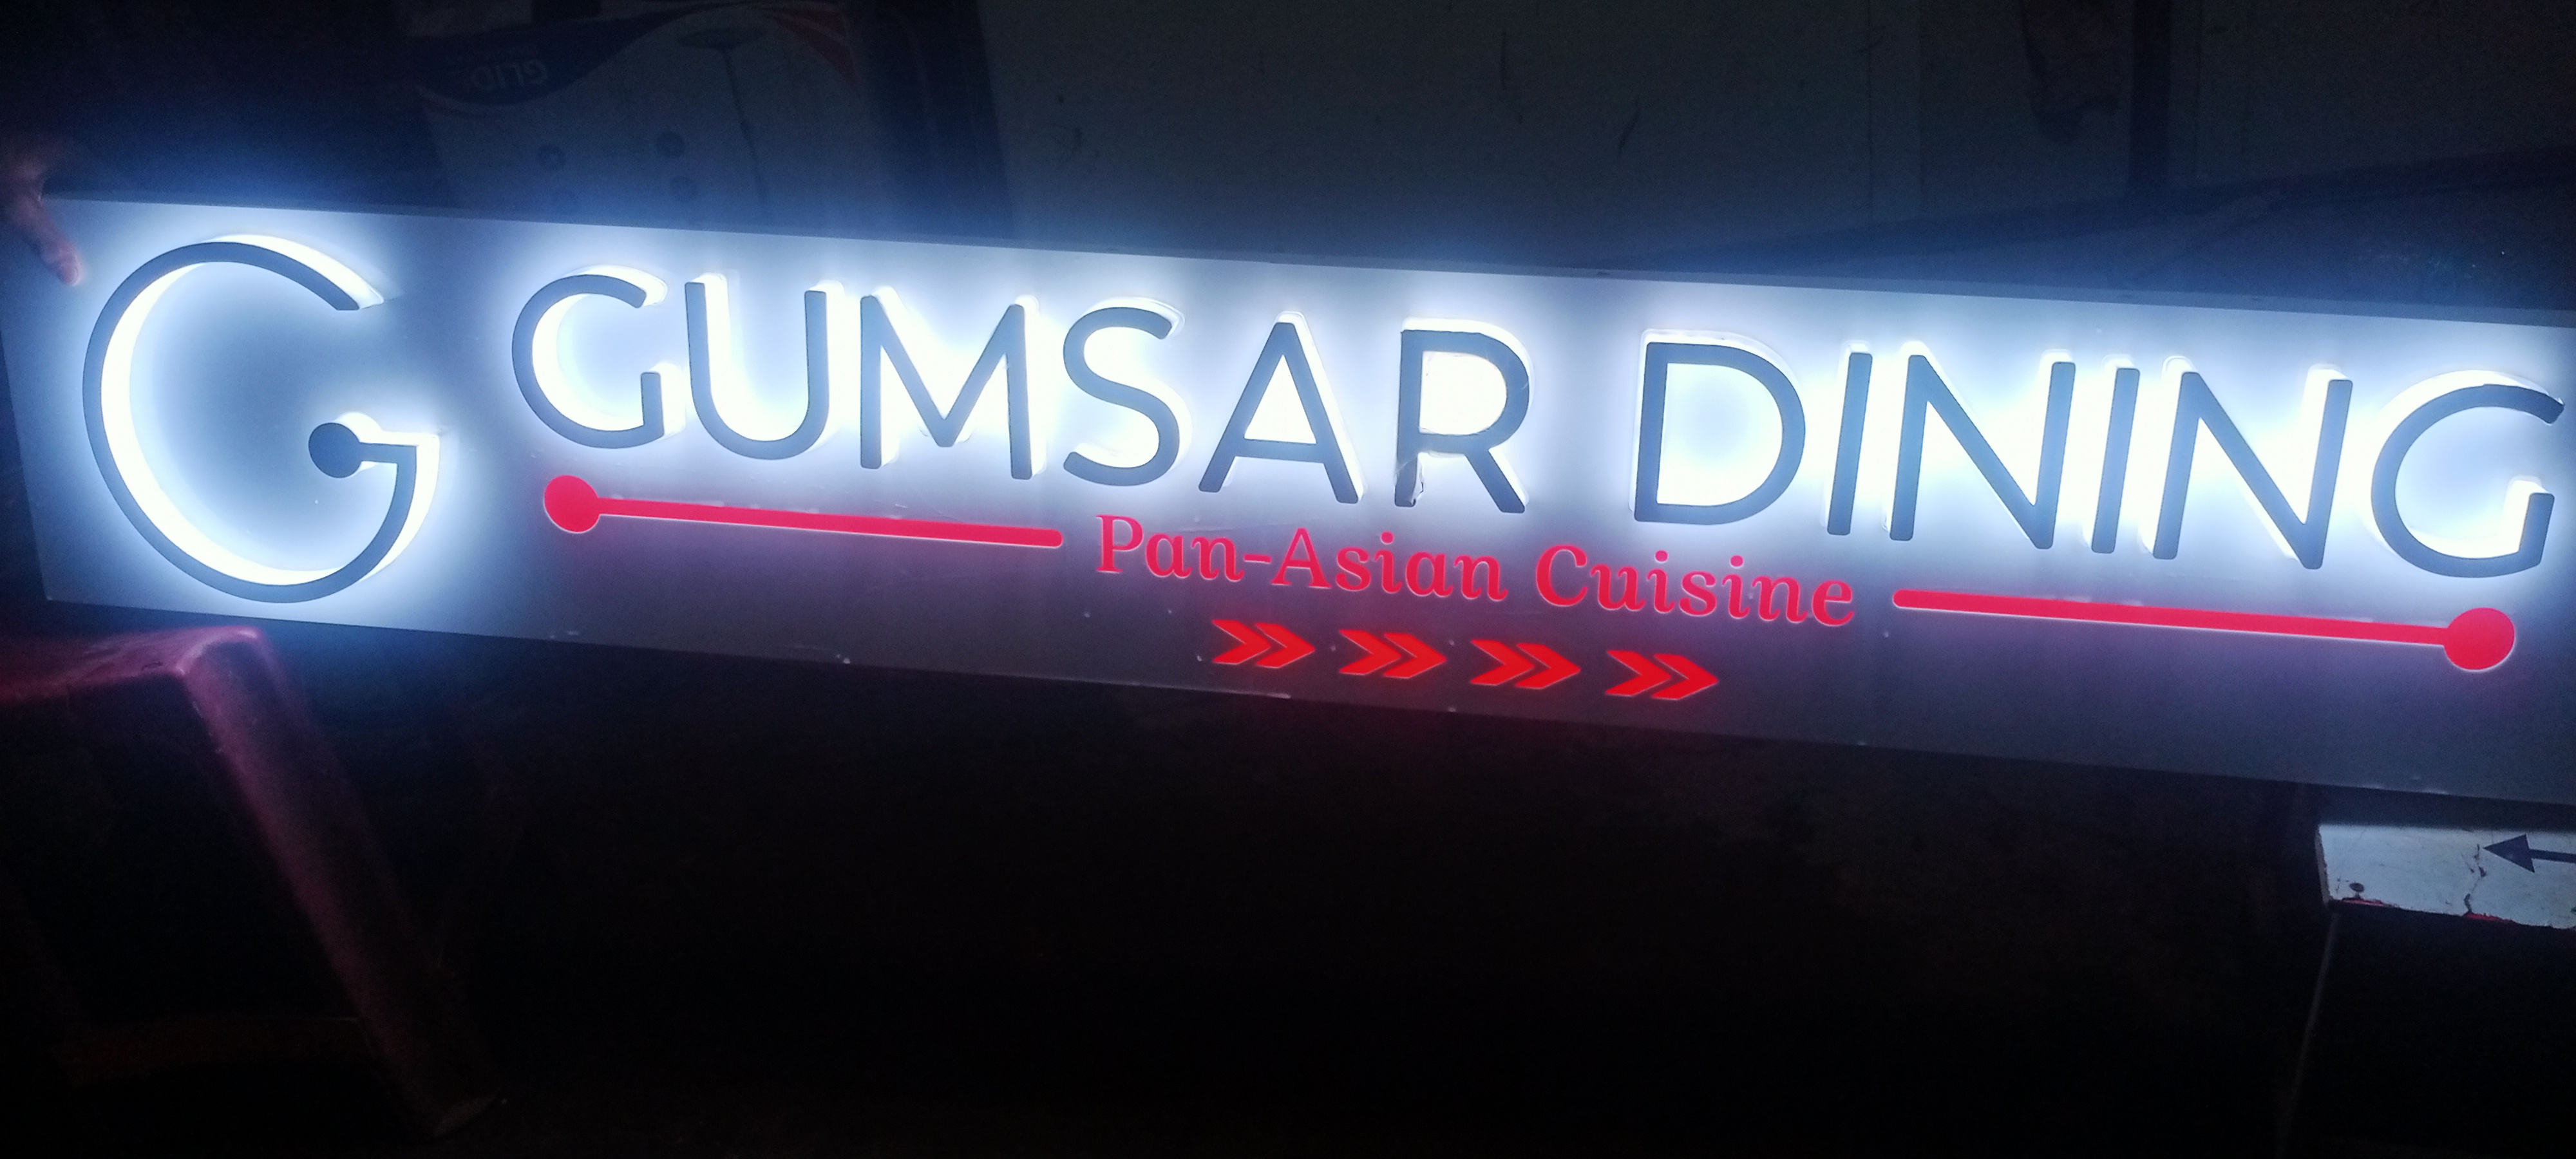 G GUMSAR DINING
Pan-Asian Cuisine